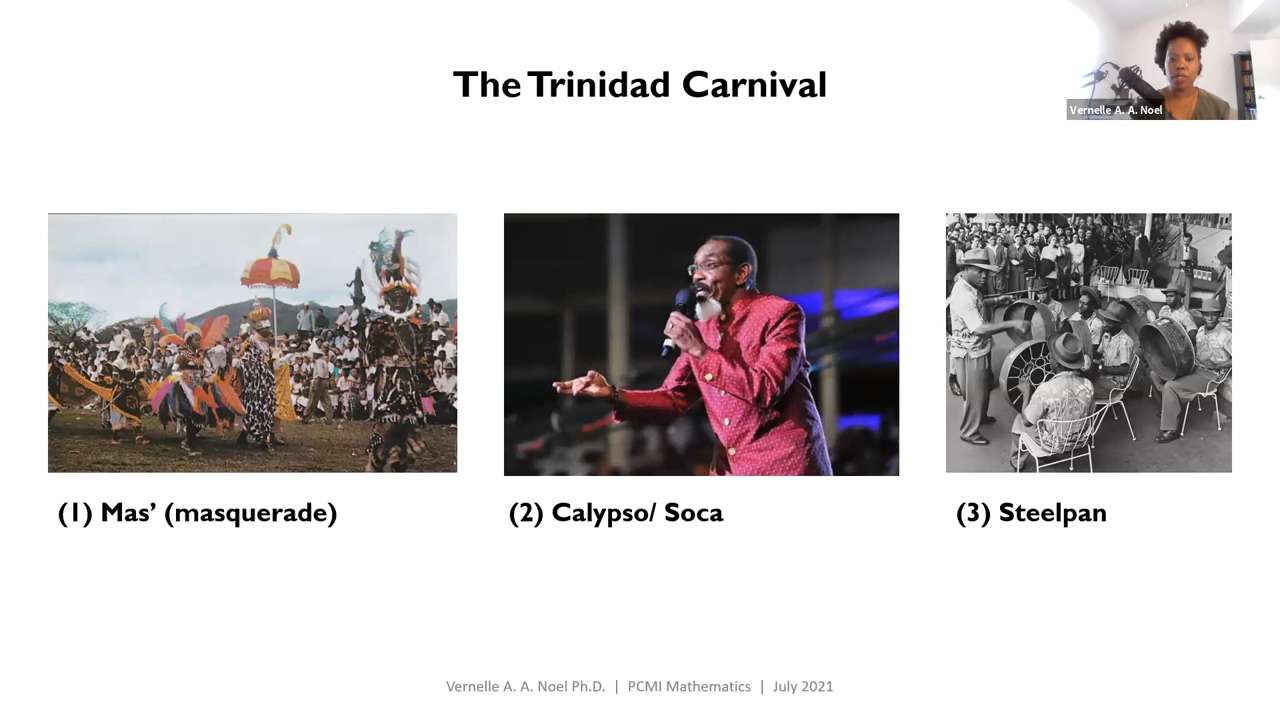 The Trinidad Carnival
Vernelle A. A. Noel
(1) Mas’ (masquerade)
(2) Calypso/ Soca
(3) Steelpan
Vernelle A. A. Noel Ph.D. | PCMI Mathematics | July 2021